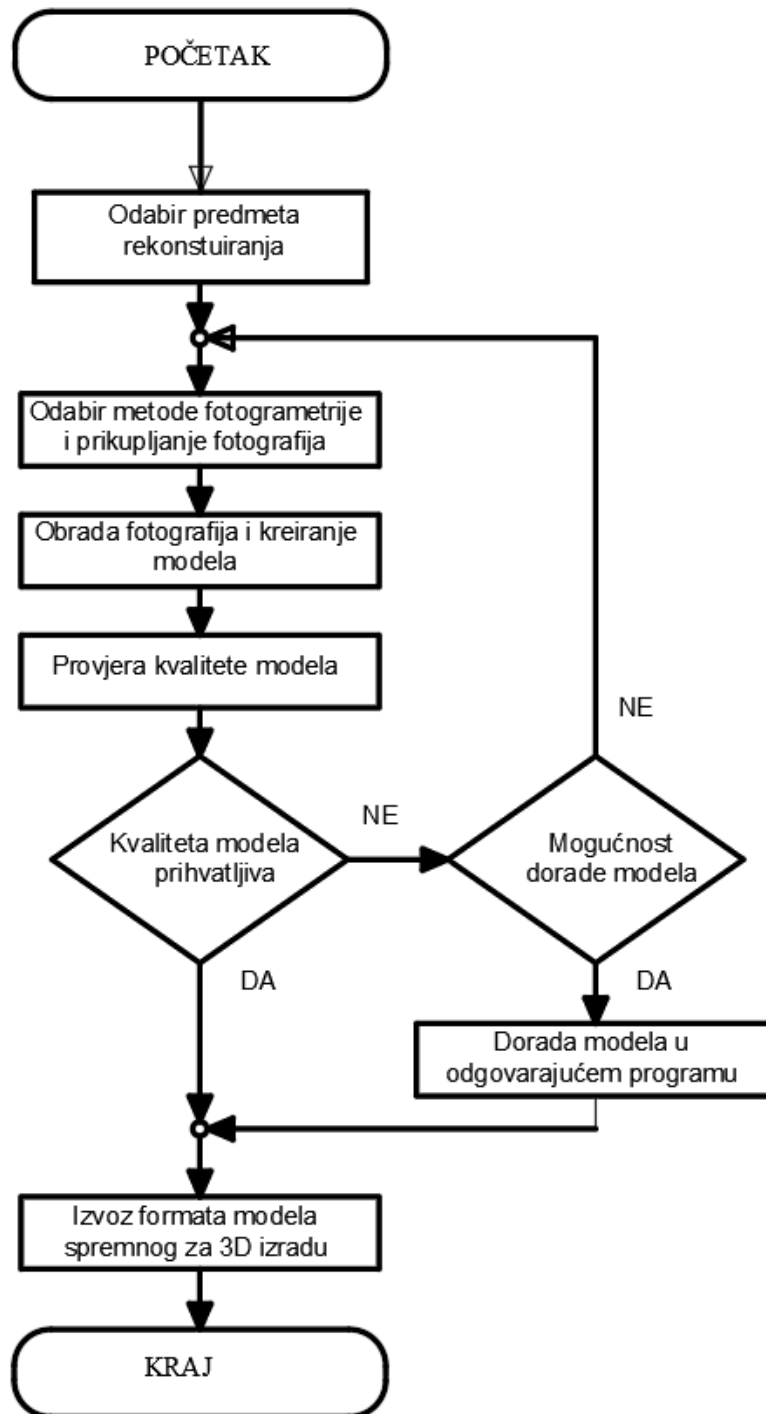 POČETAK
Odabir predmeta
rekonstuiranja
Odabir metode fotogrametrije
i prikupljanje fotografija
Obrada fotografija i kreiranje
modela
Provjera kvalitete modela
NE
Kvaliteta modela
prihvatljiva
NE
Mogućnost
dorade modela
DA
DA
Dorada modela u
odgovarajućem programu
Izvoz formata modela
spremnog za 3D izradu
KRAJ